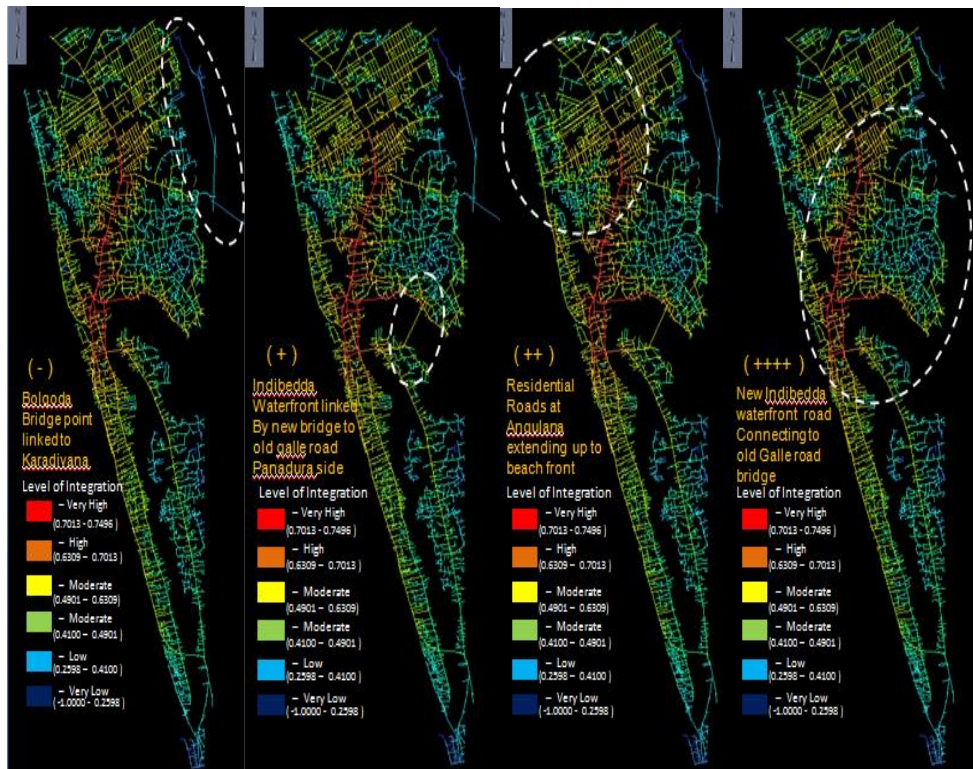 ( - )
Bolgoda
Bridge point
linked to
Karadiyana
Level of Integration
– Very High
(0.7013 - 0.7496 )
– High
(0.6309 – 0.7013)
– Moderate
(0.4901 – 0.6309)
– Moderate
(0.4100 – 0.4901)
– Low
(0.2598 – 0.4100)
– Very Low
(-1.0000 - 0.2598)
( + )
Indibedda
Waterfront linked
By new bridge to
old galle road
Panadura side
Level of Integration
– Very High
(0.7013 - 0.7496 )
– High
(0.6309 – 0.7013)
– Moderate
(0.4901 – 0.6309)
– Moderate
(0.4100 – 0.4901)
– Low
(0.2598 – 0.4100)
– Very Low
(-1.0000 - 0.2598)
( ++ )
Residential
Roads at
Angulana
extending up to
beach front
Level of Integration
– Very High
(0.7013 - 0.7496 )
– High
(0.6309 – 0.7013)
– Moderate
(0.4901 – 0.6309)
– Moderate
(0.4100 – 0.4901)
– Low
(0.2598 – 0.4100)
– Very Low
(-1.0000 - 0.2598)
( ++++ )
New Indibedda
waterfront road
Connecting to
old Galle road
bridge
Level of Integration
– Very High
(0.7013 - 0.7496 )
– High
(0.6309 – 0.7013)
– Moderate
(0.4901 – 0.6309)
– Moderate
(0.4100 – 0.4901)
– Low
(0.2598 – 0.4100)
– Very Low
(-1.0000 - 0.2598)